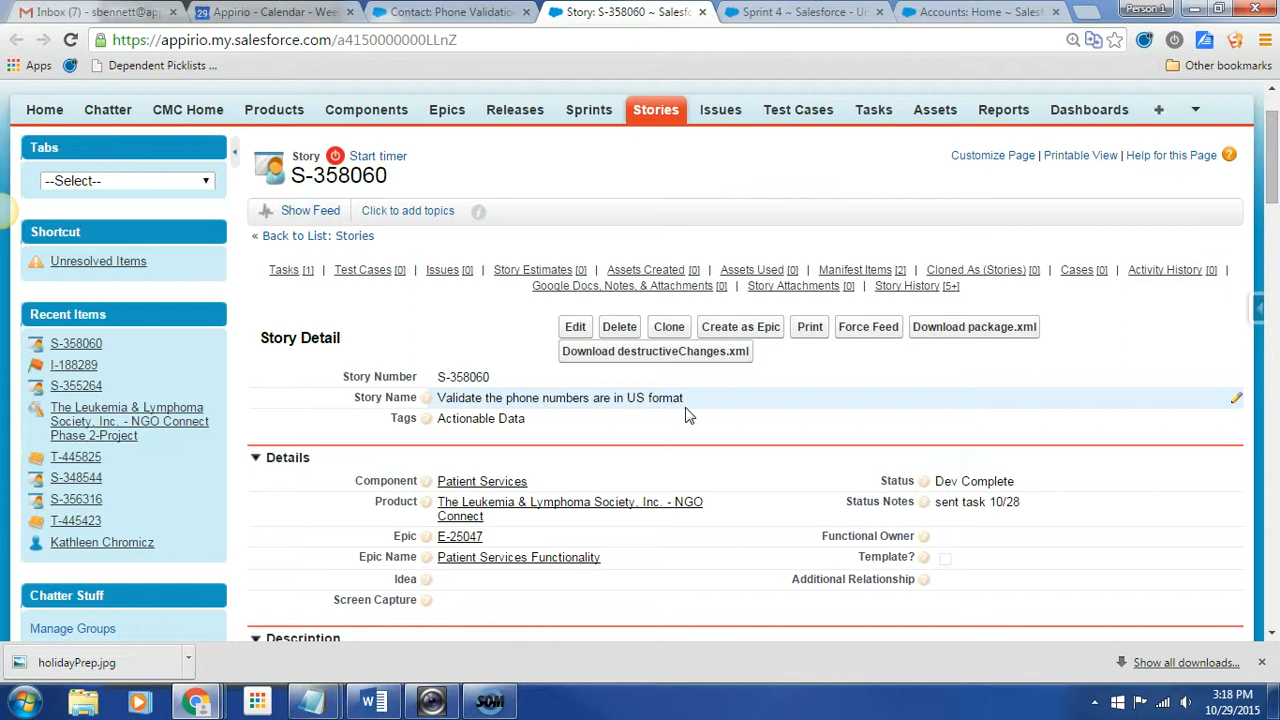 Inbox (7) - sbennett@app
Appirio - Calendar - Wee
Contact: Phone Validatio
Story: S-358060 ~ Salesf
Sprint 4 ~ Salesforce - Ur
Accounts: Home ~ Salesf
Person 1
https://appirio.my.salesforce.com/a4150000000LLnZ
Apps
Dependent Picklists ...
Other bookmarks
Home
Chatter
CMC Home
Products
Components
Epics
Releases
Sprints
Stories
Issues
Test Cases
Tasks
Assets
Reports
Dashboards
Tabs
--Select--
Shortcut
Unresolved Items
Recent Items
S-358060
I-188289
S-355264
The Leukemia & Lymphoma
Society, Inc. - NGO Connect
Phase 2-Project
T-445825
S-348544
S-356316
T-445423
Kathleen Chromicz
Chatter Stuff
Manage Groups
Story
Start timer
S-358060
Customize Page | Printable View | Help for this Page
Show Feed
Click to add topics
« Back to List: Stories
Tasks [1] | Test Cases [0] | Issues [0] | Story Estimates [0] | Assets Created [0] | Assets Used [0] | Manifest Items [2] | Cloned As (Stories) [0] | Cases [0] | Activity History [0] |
Google Docs, Notes, & Attachments [0] | Story Attachments [0] | Story History [5+]
Story Detail
Edit
Delete
Clone
Create as Epic
Print
Force Feed
Download package.xml
Download destructiveChanges.xml
Story Number S-358060
Story Name Validate the phone numbers are in US format
Tags Actionable Data
Details
Component Patient Services
Status Dev Complete
Product The Leukemia & Lymphoma Society, Inc. - NGO
Connect
Status Notes sent task 10/28
Epic E-25047
Functional Owner
Epic Name Patient Services Functionality
Template?
Idea
Additional Relationship
Screen Capture
Description
holidayPrep.jpg
Show all downloads...
SOM
3:18 PM
10/29/2015